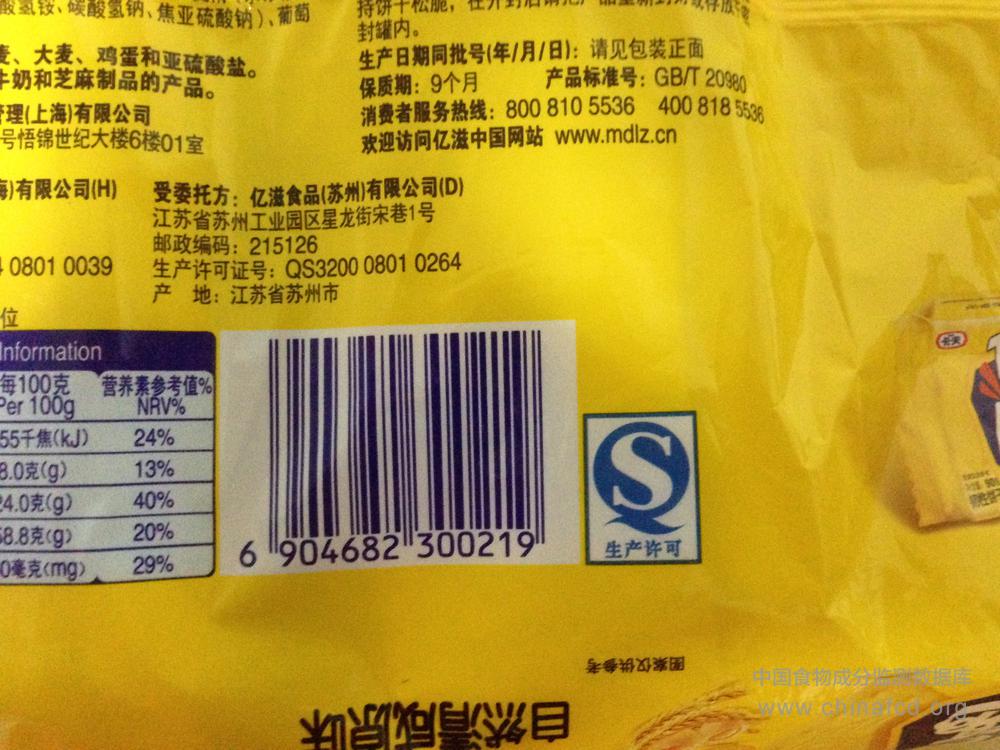 酸氢铵、碳酸氢钠、焦亚硫酸钠）、葡萄
麦、大麦、鸡蛋和亚硫酸盐。
牛奶和芝麻制品的产品。
管理(上海)有限公司
号悟锦世纪大楼6楼01室
封罐内。
生产日期同批号(年/月/日)：请见包装正面
保质期：9个月 产品标准号：GB/T 20980
消费者服务热线：800 810 5536 400 818 5536
欢迎访问亿滋中国网站 www.mdlz.cn
海)有限公司(H)
0801 0039
受委托方：亿滋食品(苏州)有限公司(D)
江苏省苏州工业园区星龙街宋巷1号
邮政编码：215126
生产许可证号：QS3200 0801 0264
产 地：江苏省苏州市
位
Information
每100克 营养素参考值%
Per 100g NRV%
55千焦(kJ) 24%
8.0克(g) 13%
24.0克(g) 40%
58.8克(g) 20%
0毫克(mg) 29%
6 904682 300219
S
生产许可
图案仅供参考
自然清咸原味
中国食物成分监测数据库
www.chinafcd.org